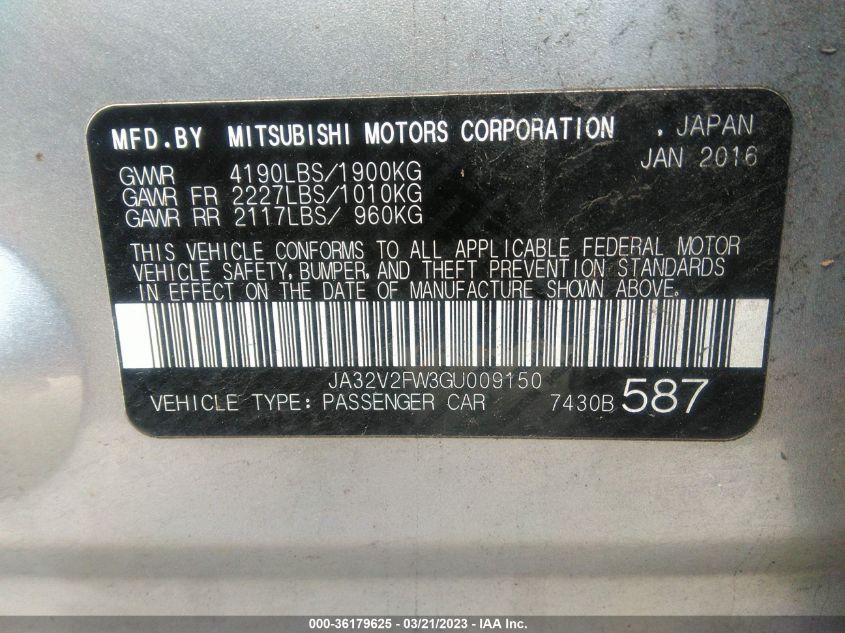 MFD.BY MITSUBISHI MOTORS CORPORATION . JAPAN
JAN 2016
GVWR 4190LBS/1900KG
GAWR FR 2227LBS/1010KG
GAWR RR 2117LBS/ 960KG
THIS VEHICLE CONFORMS TO ALL APPLICABLE FEDERAL MOTOR
VEHICLE SAFETY, BUMPER, AND THEFT PREVENTION STANDARDS
IN EFFECT ON THE DATE OF MANUFACTURE SHOWN ABOVE.
JA32V2FW3GU009150
VEHICLE TYPE: PASSENGER CAR 7430B 587
000-36179625 - 03/21/2023 - IAA Inc.